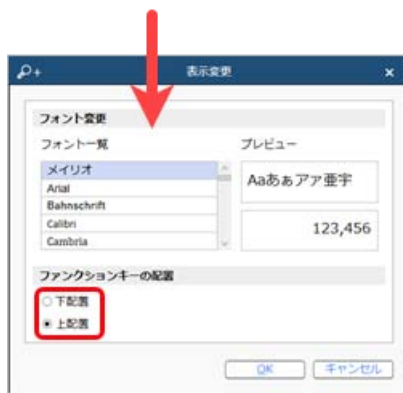 表示変更
フォント変更
フォント一覧
プレビュー
メイリオ
Arial
Bahnschrift
Calibri
Cambria
Aaあぁアァ亜宇
123,456
ファンクションキーの配置
下配置
上配置
OK
キャンセル